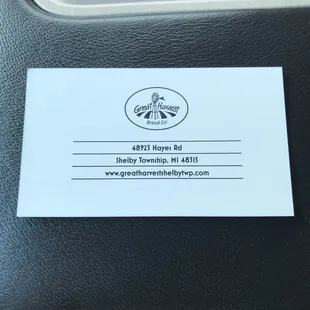 Great Harvest
Bread Co.
48923 Hayes Rd
Shelby Township, MI 48315
www.greatharvestshelbytwp.com